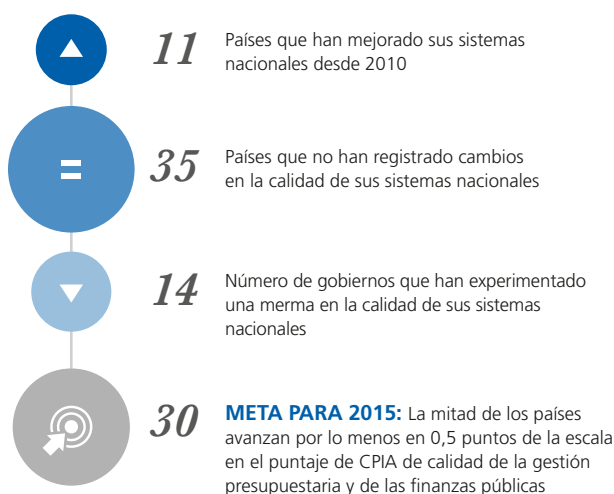 11
Países que han mejorado sus sistemas
nacionales desde 2010
35
Países que no han registrado cambios
en la calidad de sus sistemas nacionales
14
Número de gobiernos que han experimentado
una merma en la calidad de sus sistemas
nacionales
30
META PARA 2015: La mitad de los países
avanzan por lo menos en 0,5 puntos de la escala
en el puntaje de CPIA de calidad de la gestión
presupuestaria y de las finanzas públicas